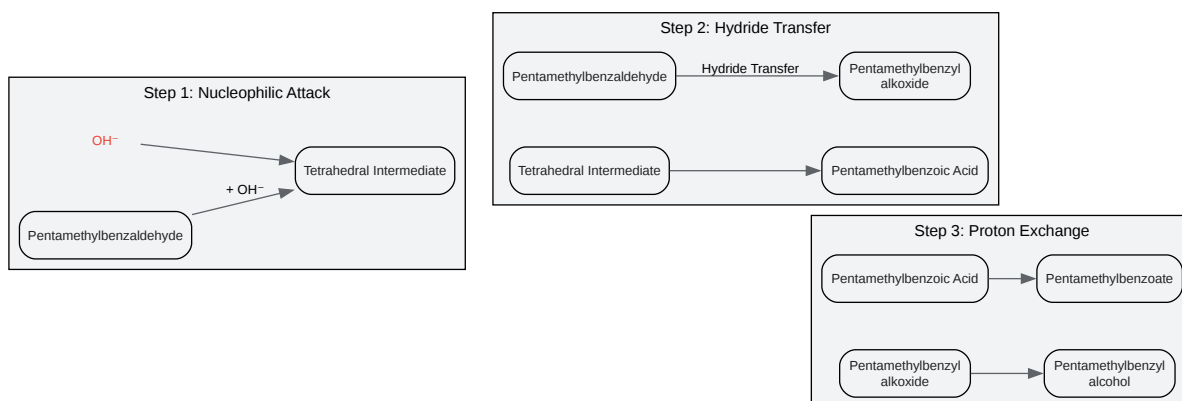 Step 1: Nucleophilic Attack
OH⁻
Tetrahedral Intermediate
+ OH⁻
Pentamethylbenzaldehyde
Step 2: Hydride Transfer
Pentamethylbenzaldehyde
Hydride Transfer
Pentamethylbenzyl
alkoxide
Tetrahedral Intermediate
Pentamethylbenzoic Acid
Step 3: Proton Exchange
Pentamethylbenzoic Acid
Pentamethylbenzoate
Pentamethylbenzyl
alkoxide
Pentamethylbenzyl
alcohol